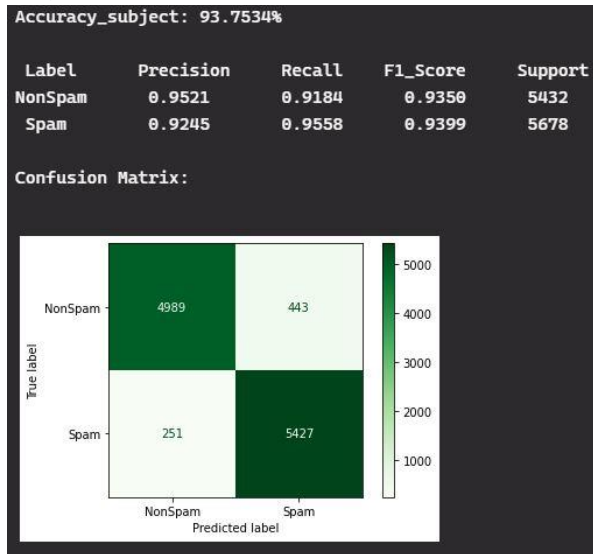 Accuracy_subject: 93.7534%
Label Precision Recall F1_Score Support
NonSpam 0.9521 0.9184 0.9350 5432
Spam 0.9245 0.9558 0.9399 5678
Confusion Matrix:
5000
NonSpam 4989 443
4000
True label
3000
2000
Spam 251 5427
1000
NonSpam Spam
Predicted label